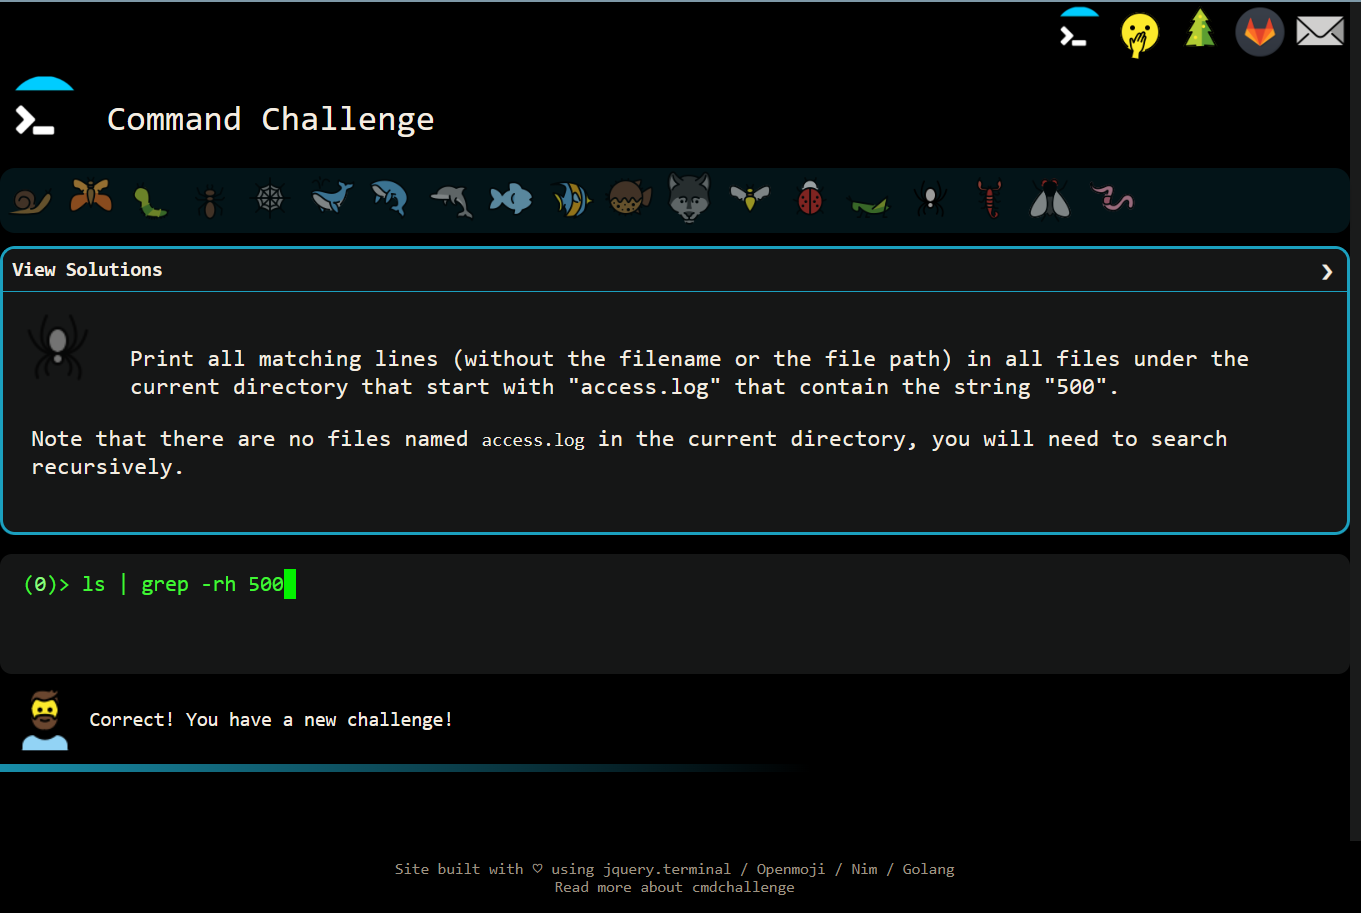 Command Challenge
View Solutions
Print all matching lines (without the filename or the file path) in all files under the
current directory that start with "access.log" that contain the string "500".
Note that there are no files named access.log in the current directory, you will need to search
recursively.
(0)> ls | grep -rh 500
Correct! You have a new challenge!
Site built with ♡ using jquery.terminal / Openmoji / Nim / Golang
Read more about cmdchallenge